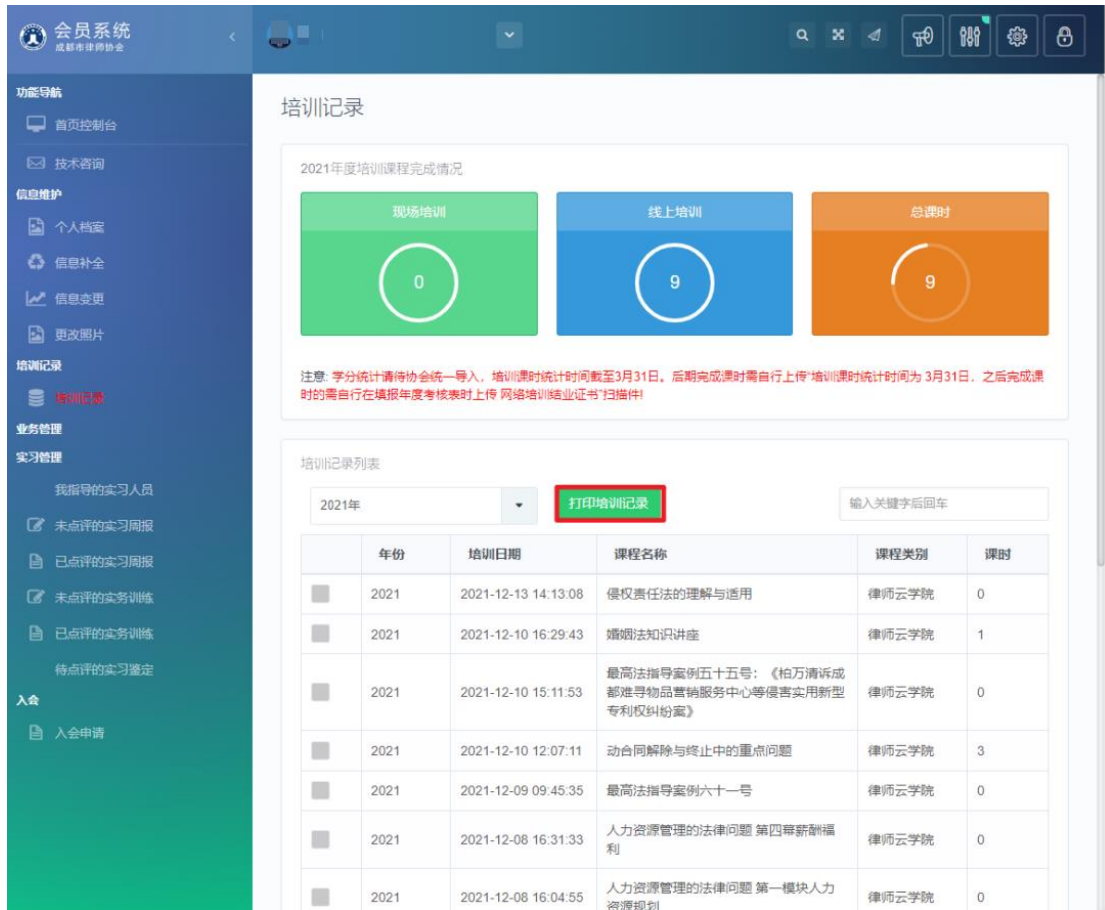 会员系统
成都市律师协会
功能导航
首页控制台
技术咨询
信息维护
个人档案
信息补全
信息变更
更改照片
培训记录
培训记录
业务管理
实习管理
我指导的实习人员
未点评的实习周报
已点评的实习周报
未点评的实务训练
已点评的实务训练
待点评的实习鉴定
入会
入会申请
培训记录
2021年度培训课程完成情况
现场培训
0
线上培训
9
总课时
9
注意: 学分统计请待协会统一导入，培训课时统计时间截至3月31日。后期完成课时需自行上传"培训课时统计时间为 3月31日，之后完成课
时的需自行在填报年度考核表时上传 网络培训结业证书"扫描件!
培训记录列表
2021年
打印培训记录
输入关键字后回车
年份 培训日期 课程名称 课程类别 课时
2021 2021-12-13 14:13:08 侵权责任法的理解与适用 律师云学院 0
2021 2021-12-10 16:29:43 婚姻法知识讲座 律师云学院 1
最高法指导案例五十五号：《柏万清诉成
2021 2021-12-10 15:11:53 都难寻物品营销服务中心等侵害实用新型 律师云学院 0
专利权纠纷案》
2021 2021-12-10 12:07:11 动合同解除与终止中的重点问题 律师云学院 3
2021 2021-12-09 09:45:35 最高法指导案例六十一号 律师云学院 0
人力资源管理的法律问题 第四章薪酬福
2021 2021-12-08 16:31:33 律师云学院 0
利
人力资源管理的法律问题 第一模块人力
2021 2021-12-08 16:04:55 律师云学院 0
资源规划